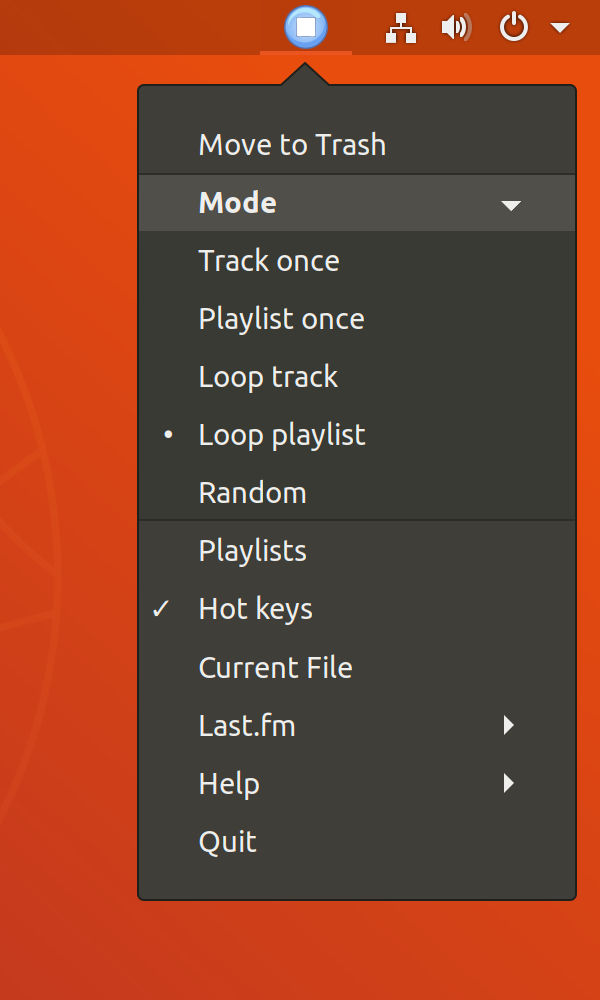 Move to Trash
Mode
Track once
Playlist once
Loop track
• Loop playlist
Random
Playlists
✓ Hot keys
Current File
Last.fm
Help
Quit